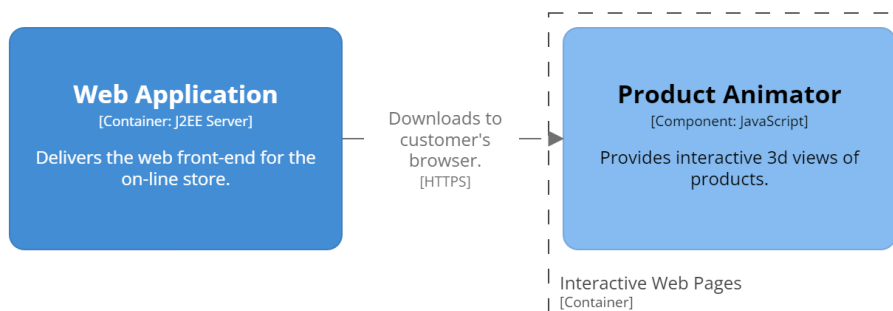 Web Application
[Container: J2EE Server]
Delivers the web front-end for the
on-line store.
Downloads to
customer's
browser.
[HTTPS]
Product Animator
[Component: JavaScript]
Provides interactive 3d views of
products.
Interactive Web Pages
[Container]